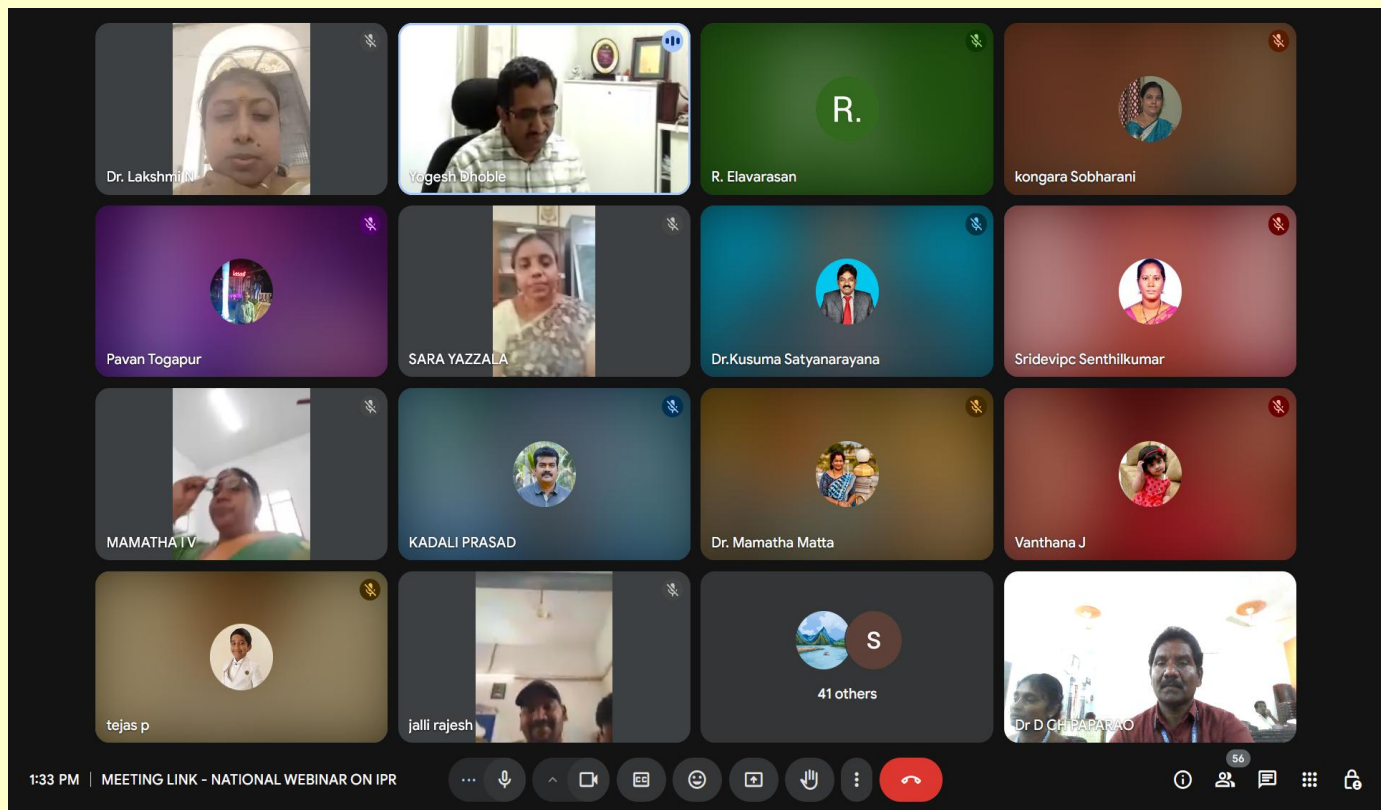 Dr. Lakshmi N
Yogesh Dhoble
R.
R. Elavarasan
kongara Sobharani
Pavan Togapur
SARA YAZZALA
Dr.Kusuma Satyanarayana
Sridevipc Senthilkumar
MAMATHA I V
KADALI PRASAD
Dr. Mamatha Matta
Vanthana J
tejas p
jalli rajesh
S
41 others
Dr D CH PAPARAO
1:33 PM | MEETING LINK - NATIONAL WEBINAR ON IPR
CC
56